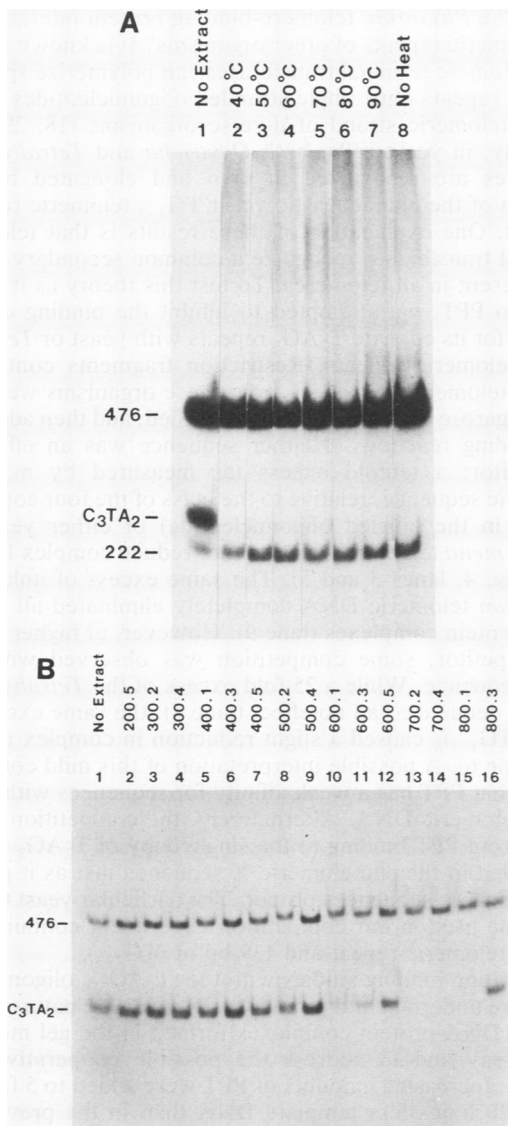 A
No Extract
40°C
50°C
60°C
70°C
80°C
90°C
No Heat
1 2 3 4 5 6 7 8
476 –
C₃TA₂
222 –
B
No Extract
200.5
300.2
300.4
400.1
400.3
400.5
500.2
500.4
600.1
600.3
600.5
700.2
700.4
800.1
880.3
1 2 3 4 5 6 7 8 9 10 11 12 13 14 15 16
476 –
C₃TA₂ –